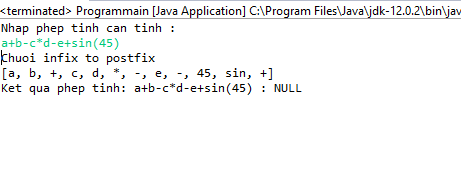 <terminated> Programmain [Java Application] C:\Program Files\Java\jdk-12.0.2\bin\jav
Nhap phep tinh can tinh :
a+b-c*d-e+sin(45)
Chuoi infix to postfix
[a, b, +, c, d, *, -, e, -, 45, sin, +]
Ket qua phep tinh: a+b-c*d-e+sin(45) : NULL